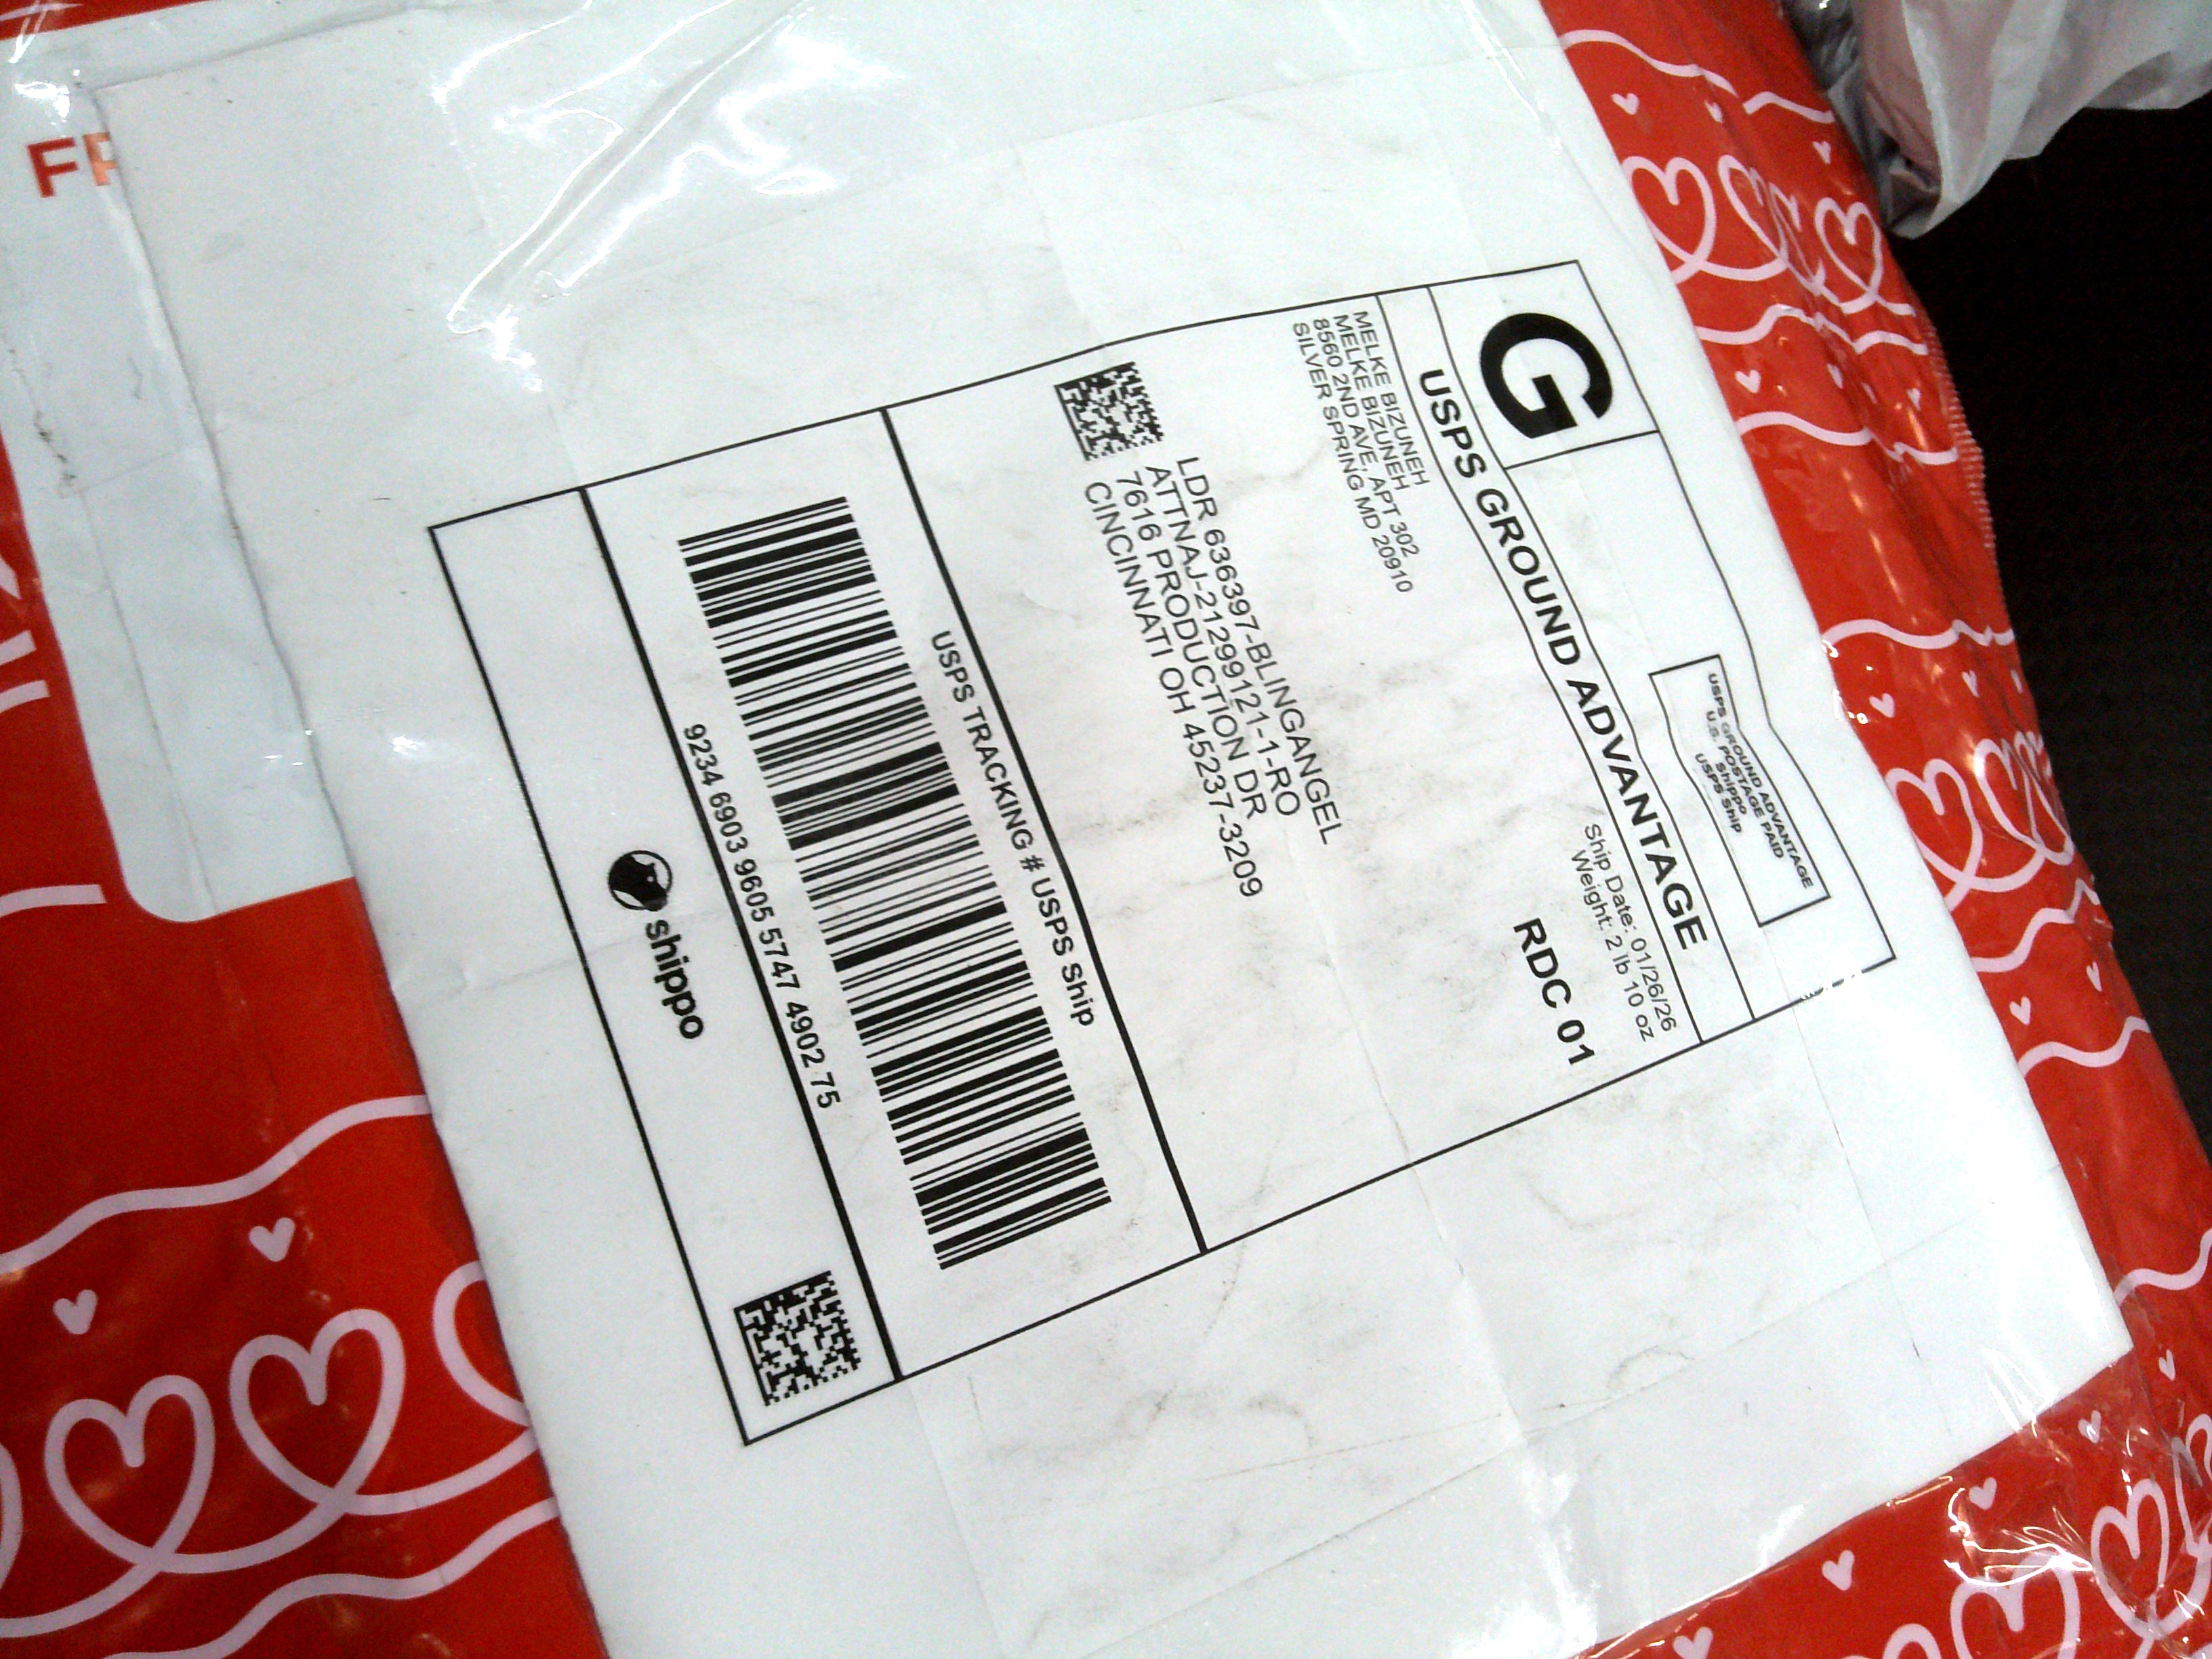 FR
G
USPS GROUND ADVANTAGE
U.S. POSTAGE PAID
Shippo
USPS Ship
USPS GROUND ADVANTAGE
MELKE BIZUNEH
MELKE BIZUNEH
8560 2ND AVE, APT 302
SILVER SPRING MD 20910
Ship Date: 01/26/26
Weight: 2 lb 10 oz
RDC 01
LDR 636397-BLINGANGEL
ATTNAJ-21299121-1-RO
7616 PRODUCTION DR
CINCINNATI OH 45237-3209
USPS TRACKING # USPS Ship
9234 6903 9605 5747 4902 75
shippo